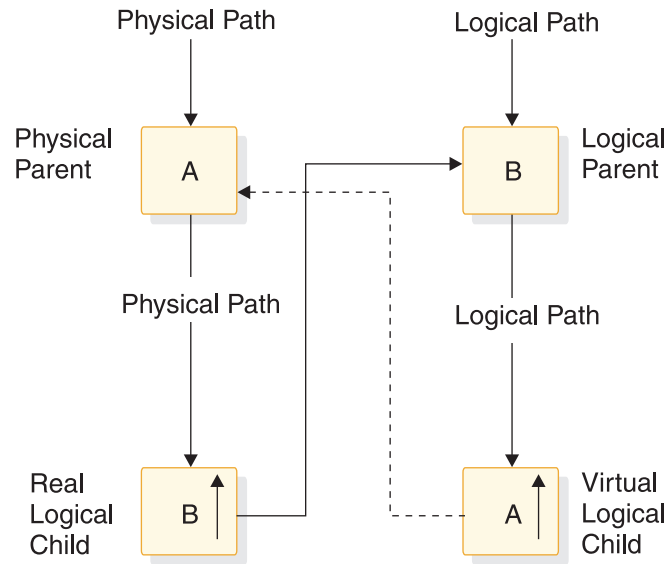 Physical Path
Logical Path
Physical
Parent
A
B
Logical
Parent
Physical Path
Logical Path
Real
Logical
Child
B
A
Virtual
Logical
Child